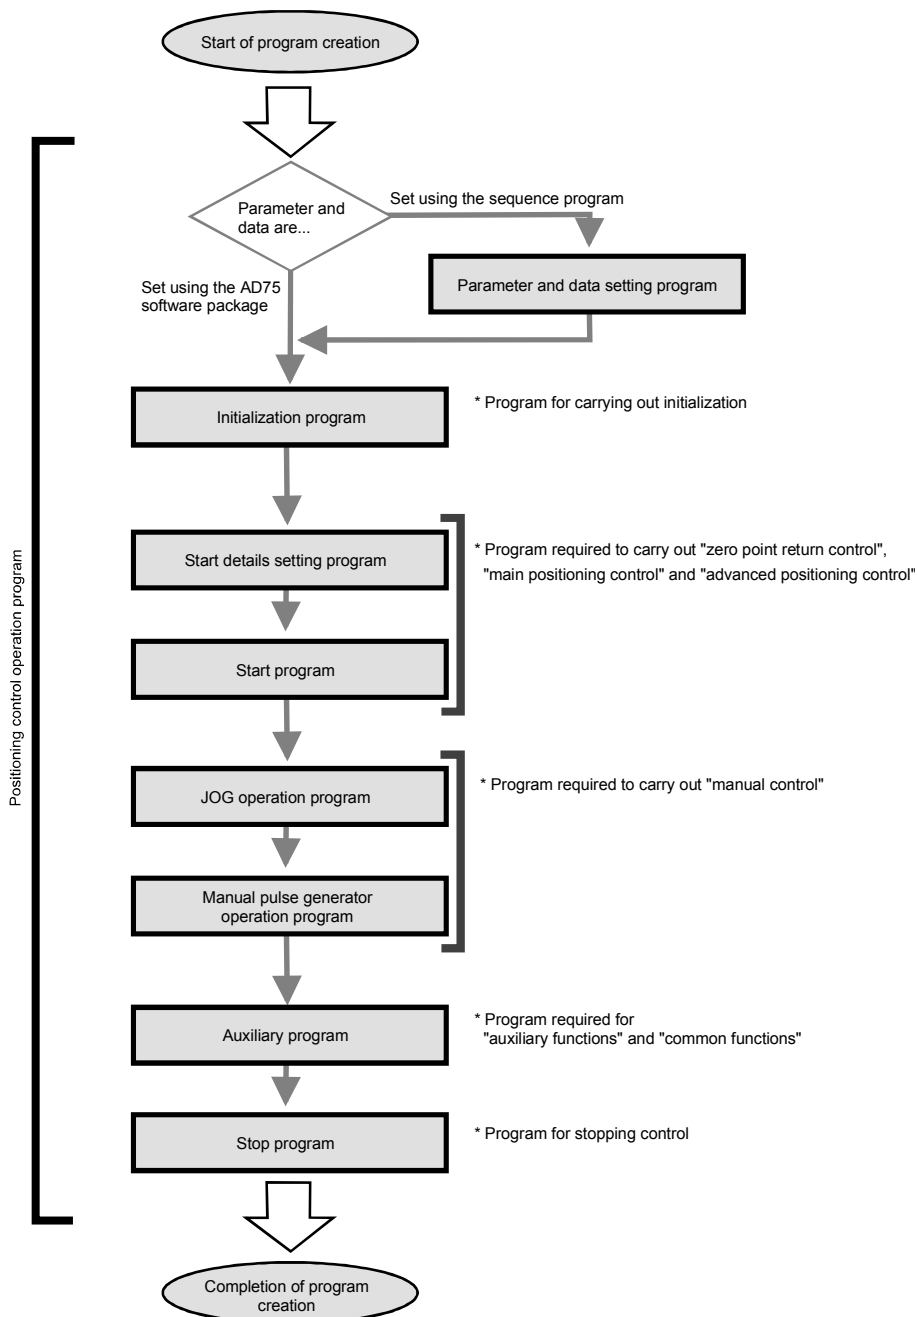 Start of program creation
Parameter and
data are...
Set using the sequence program
Parameter and data setting program
Set using the AD75
software package
Initialization program
* Program for carrying out initialization
Start details setting program
* Program required to carry out "zero point return control",
"main positioning control" and "advanced positioning control"
Start program
JOG operation program
* Program required to carry out "manual control"
Manual pulse generator
operation program
Auxiliary program
* Program required for
"auxiliary functions" and "common functions"
Stop program
* Program for stopping control
Completion of program
creation
Positioning control operation program